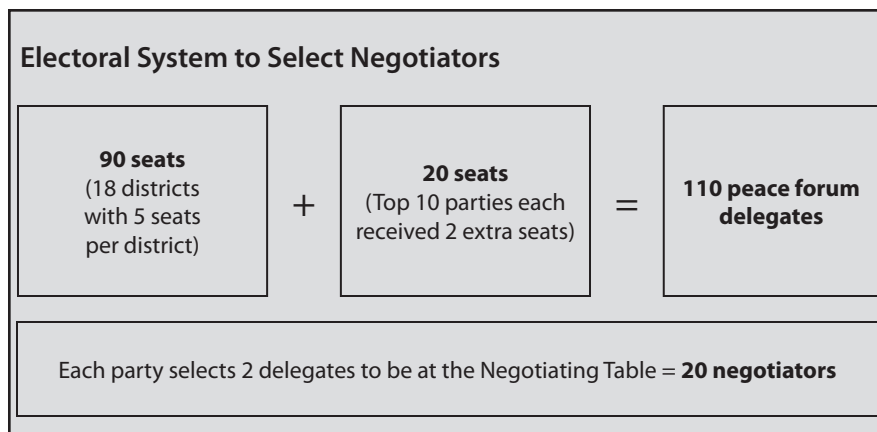 Electoral System to Select Negotiators
90 seats
(18 districts
with 5 seats
per district)
+
20 seats
(Top 10 parties each
received 2 extra seats)
=
110 peace forum
delegates
Each party selects 2 delegates to be at the Negotiating Table = 20 negotiators